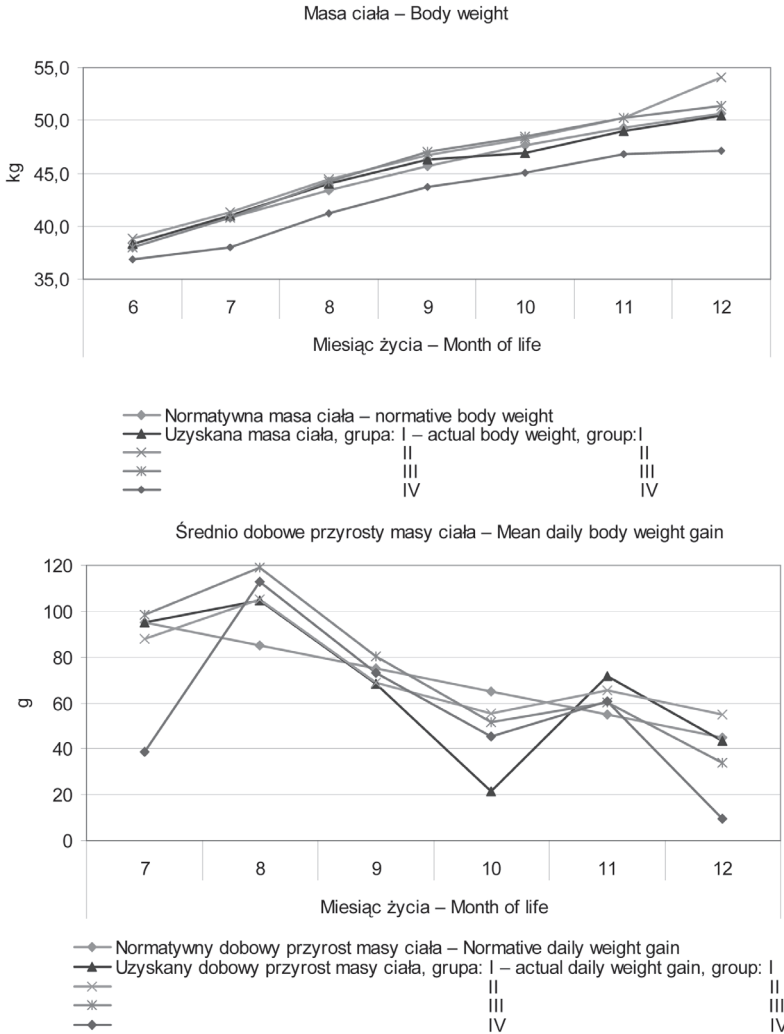 Masa ciała – Body weight
55,0
50,0
45,0
40,0
35,0
kg
6 7 8 9 10 11 12
Miesiąc życia – Month of life
Normatywna masa ciała – normative body weight
Uzyskana masa ciała, grupa: I – actual body weight, group:I
II II
III III
IV IV
Średnio dobowe przyrosty masy ciała – Mean daily body weight gain
120
100
80
60
40
20
0
g
7 8 9 10 11 12
Miesiąc życia – Month of life
Normatywny dobowy przyrost masy ciała – Normative daily weight gain
Uzyskany dobowy przyrost masy ciała, grupa: I – actual daily weight gain, group: I
II II
III III
IV IV